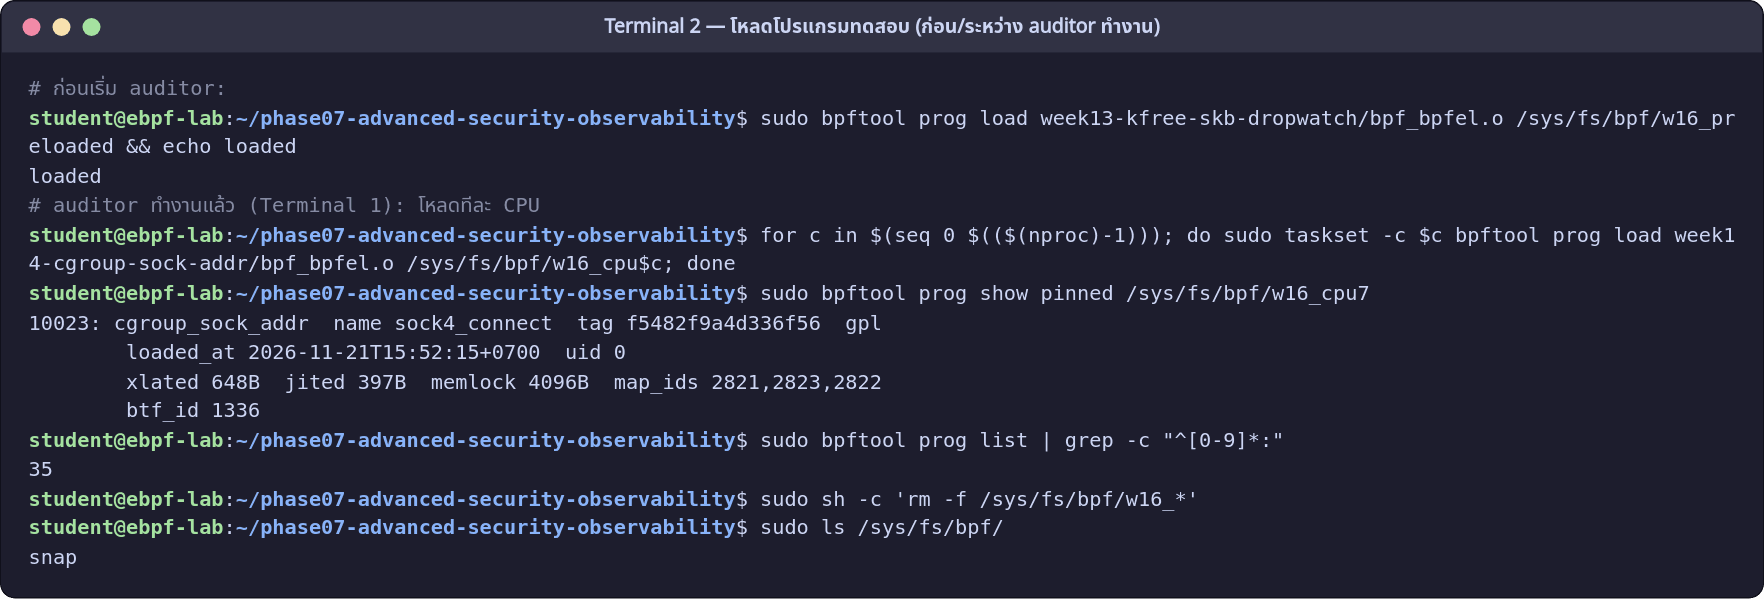 Terminal 2 — โหลดโปรแกรมทดสอบ (ก่อน/ระหว่าง auditor ทำงาน)
# ก่อนเริ่ม auditor:
student@ebpf-lab:~/phase07-advanced-security-observability$ sudo bpftool prog load week13-kfree-skb-dropwatch/bpf_bpfel.o /sys/fs/bpf/w16_pr
eloaded && echo loaded
loaded
# auditor ทำงานแล้ว (Terminal 1): โหลดทีละ CPU
student@ebpf-lab:~/phase07-advanced-security-observability$ for c in $(seq 0 $(($(nproc)-1))); do sudo taskset -c $c bpftool prog load week1
4-cgroup-sock-addr/bpf_bpfel.o /sys/fs/bpf/w16_cpu$c; done
student@ebpf-lab:~/phase07-advanced-security-observability$ sudo bpftool prog show pinned /sys/fs/bpf/w16_cpu7
10023: cgroup_sock_addr  name sock4_connect  tag f5482f9a4d336f56  gpl
        loaded_at 2026-11-21T15:52:15+0700  uid 0
        xlated 648B  jited 397B  memlock 4096B  map_ids 2821,2823,2822
        btf_id 1336
student@ebpf-lab:~/phase07-advanced-security-observability$ sudo bpftool prog list | grep -c "^[0-9]*:"
35
student@ebpf-lab:~/phase07-advanced-security-observability$ sudo sh -c 'rm -f /sys/fs/bpf/w16_*'
student@ebpf-lab:~/phase07-advanced-security-observability$ sudo ls /sys/fs/bpf/
snap